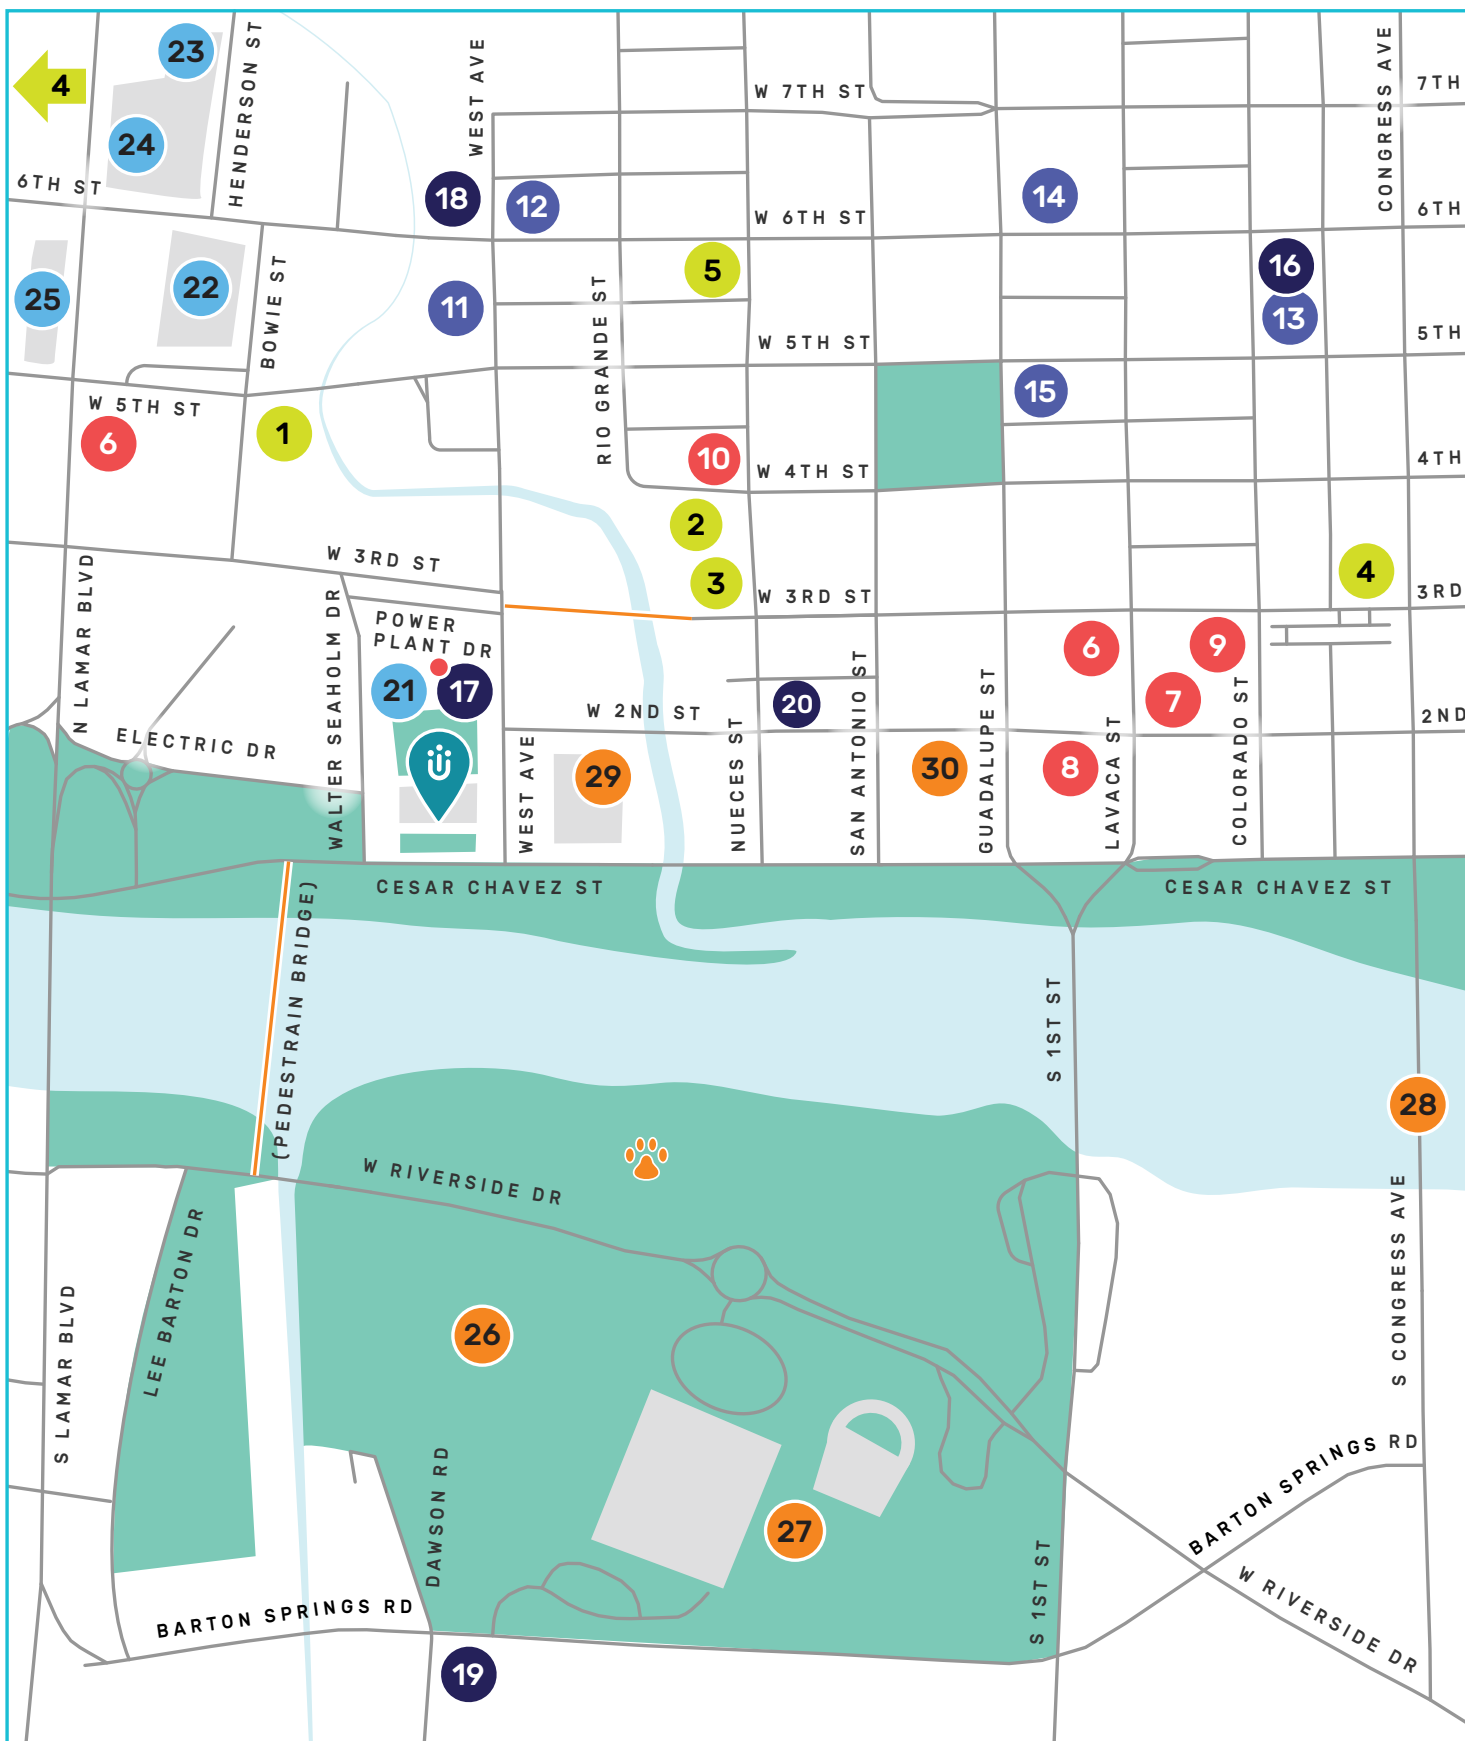 23
4
24
HENDERSON ST
WEST AVE
CONGRESS AVE
W 7TH ST
7TH
6TH ST
18
12
14
W 6TH ST
6TH
25
22
BOWIE ST
11
5
16
13
RIO GRANDE ST
W 5TH ST
5TH
15
W 5TH ST
6
1
10
W 4TH ST
4TH
2
W 3RD ST
3
4
W 3RD ST
3RD
N LAMAR BLVD
WALTER SEAHOLM DR
POWER
PLANT DR
21
17
20
6
9
7
W 2ND ST
2ND
ELECTRIC DR
WEST AVE
29
NUECES ST
SAN ANTONIO ST
30
GUADALUPE ST
8
LAVACA ST
COLORADO ST
CESAR CHAVEZ ST
CESAR CHAVEZ ST
(PEDESTRAIN BRIDGE)
S 1ST ST
28
W RIVERSIDE DR
LEE BARTON DR
S LAMAR BLVD
26
S CONGRESS AVE
DAWSON RD
27
BARTON SPRINGS RD
S 1ST ST
W RIVERSIDE DR
BARTON SPRINGS RD
19